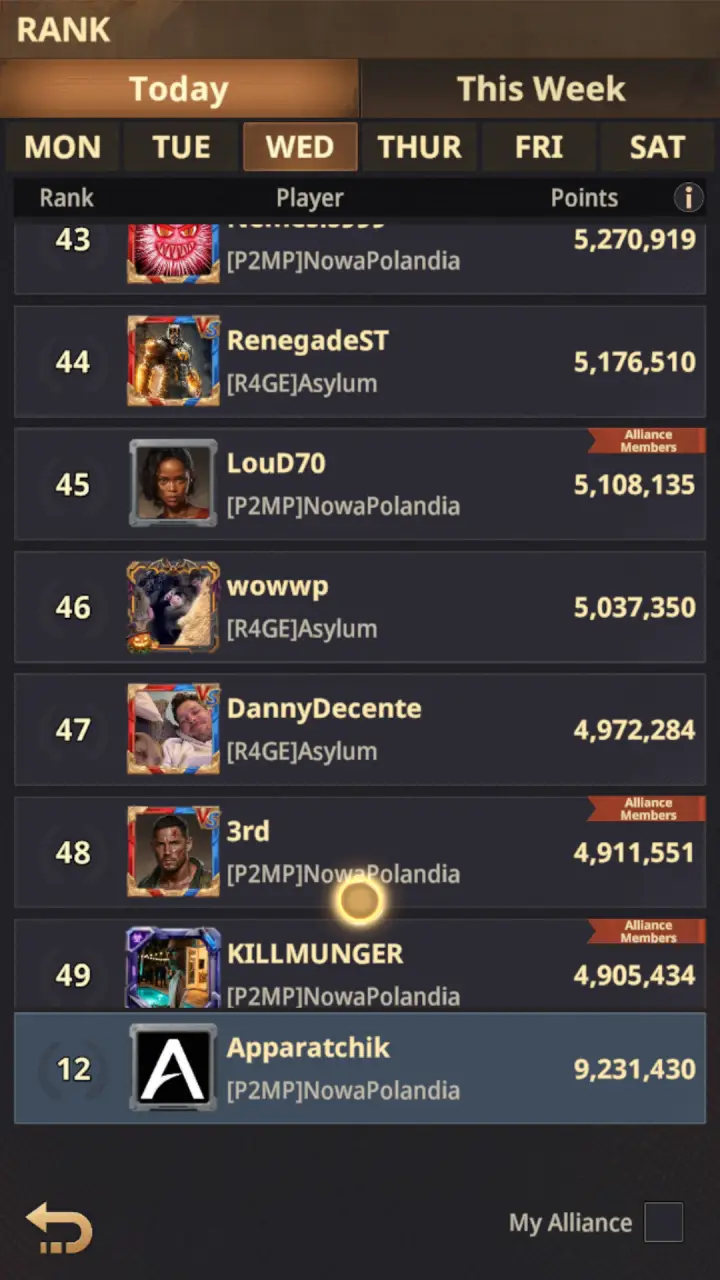 RANK
Today
This Week
MON TUE WED THUR FRI SAT
Rank Player Points i
43
[P2MP]NowaPolandia
5,270,919
44
RenegadeST
[R4GE]Asylum
5,176,510
Alliance
Members
45
LouD70
[P2MP]NowaPolandia
5,108,135
46
wowwp
[R4GE]Asylum
5,037,350
47
DannyDecente
[R4GE]Asylum
4,972,284
Alliance
Members
48
3rd
[P2MP]NowaPolandia
4,911,551
Alliance
Members
49
KILLMUNGER
[P2MP]NowaPolandia
4,905,434
12
Apparatchik
[P2MP]NowaPolandia
9,231,430
My Alliance